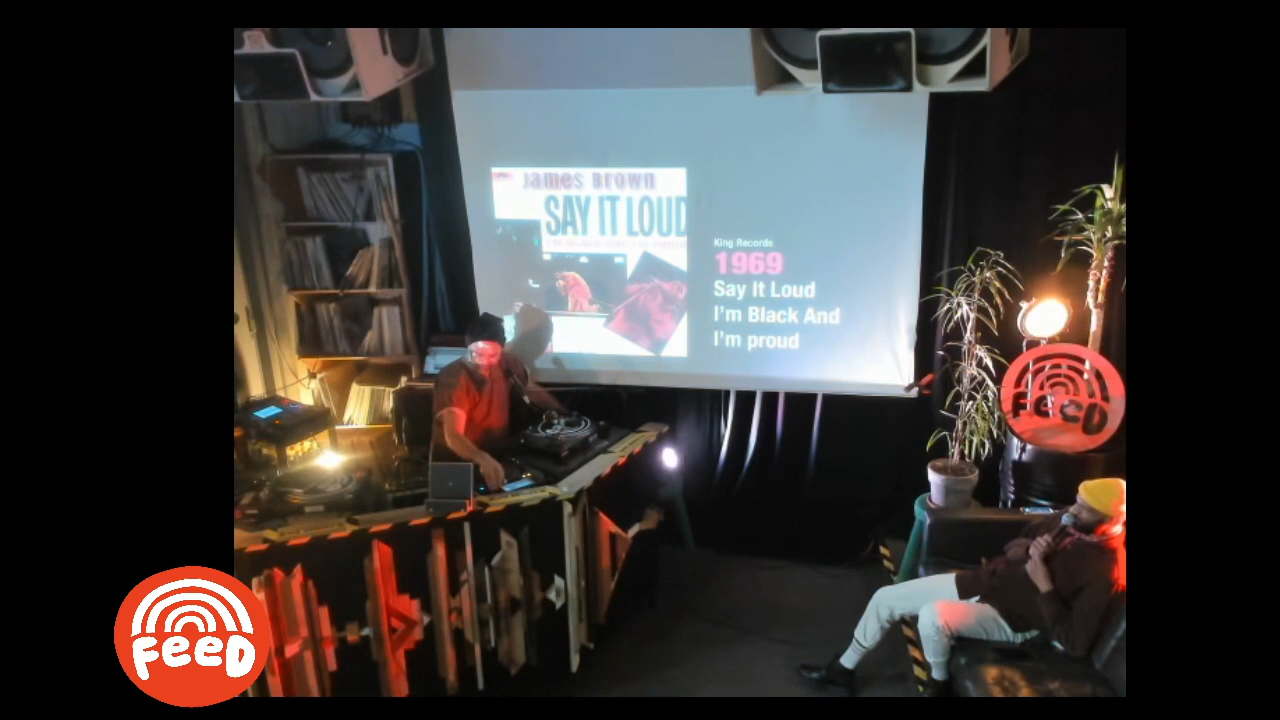 James Brown
SAY IT LOUD
King Records
1969
Say It Loud
I'm Black And
I'm proud
FeeD
FeeD